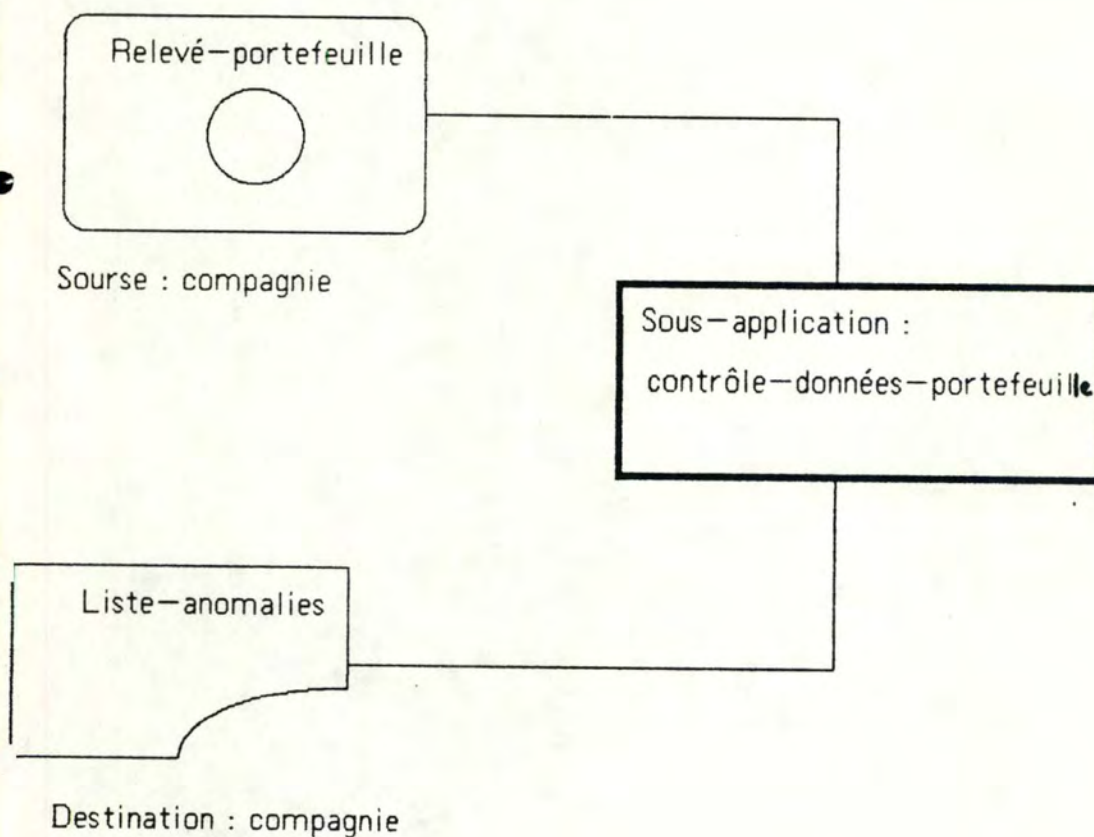 Relevé-portefeuille
Sourse : compagnie
Sous-application :
contrôle-données-portefeuille
Liste-anomalies
Destination : compagnie